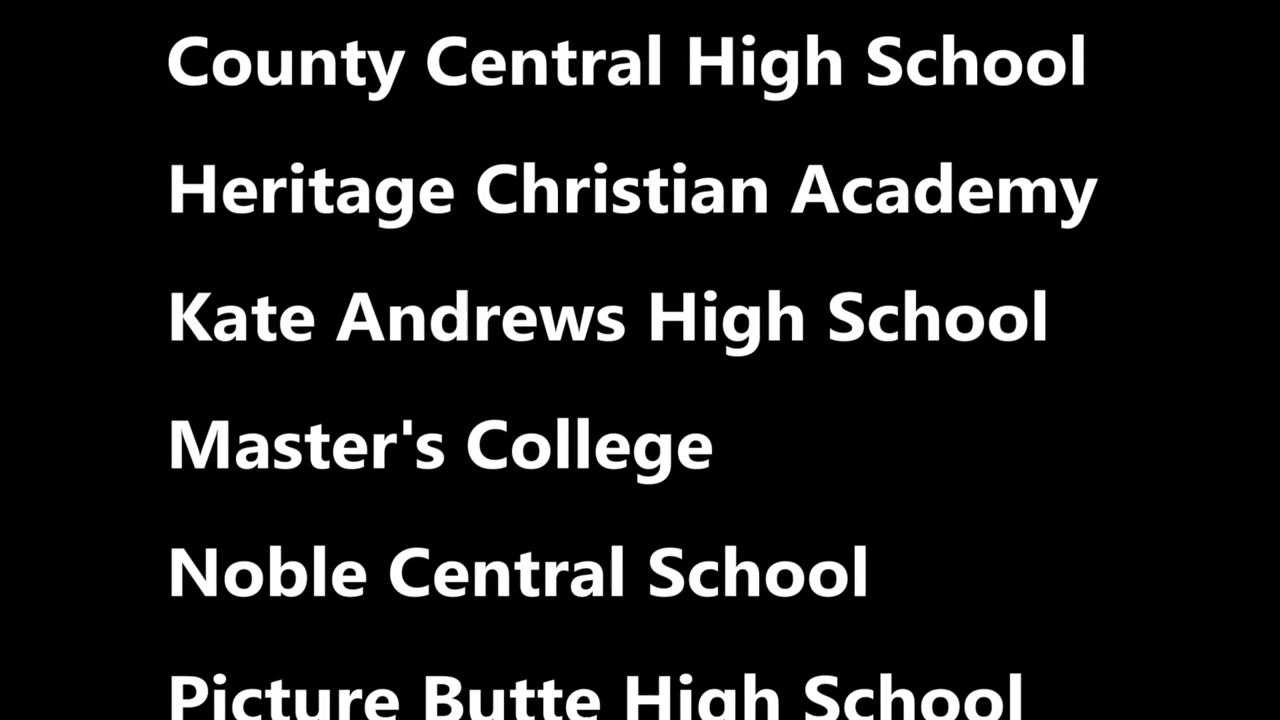 County Central High School
Heritage Christian Academy
Kate Andrews High School
Master's College
Noble Central School
Picture Butte High School